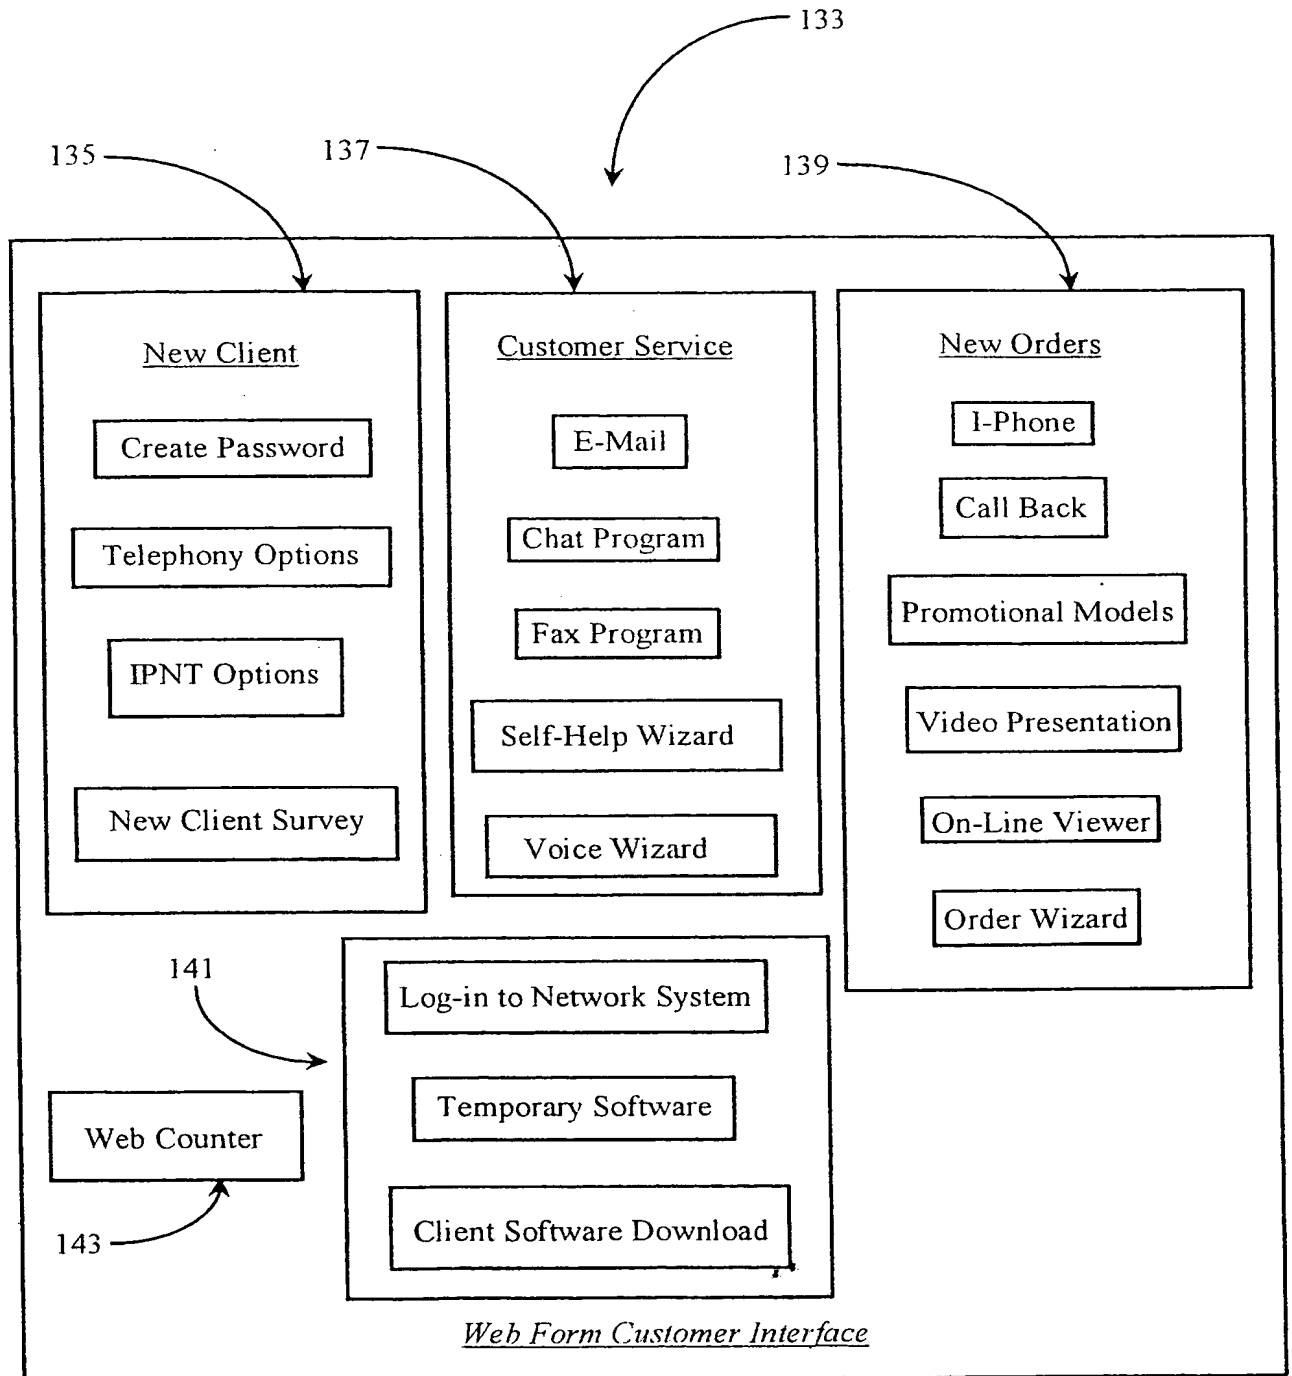 133
135
137
139
New Client
Create Password
Telephony Options
IPNT Options
New Client Survey
Customer Service
E-Mail
Chat Program
Fax Program
Self-Help Wizard
Voice Wizard
New Orders
I-Phone
Call Back
Promotional Models
Video Presentation
On-Line Viewer
Order Wizard
141
Log-in to Network System
Temporary Software
Client Software Download
Web Counter
143
Web Form Customer Interface